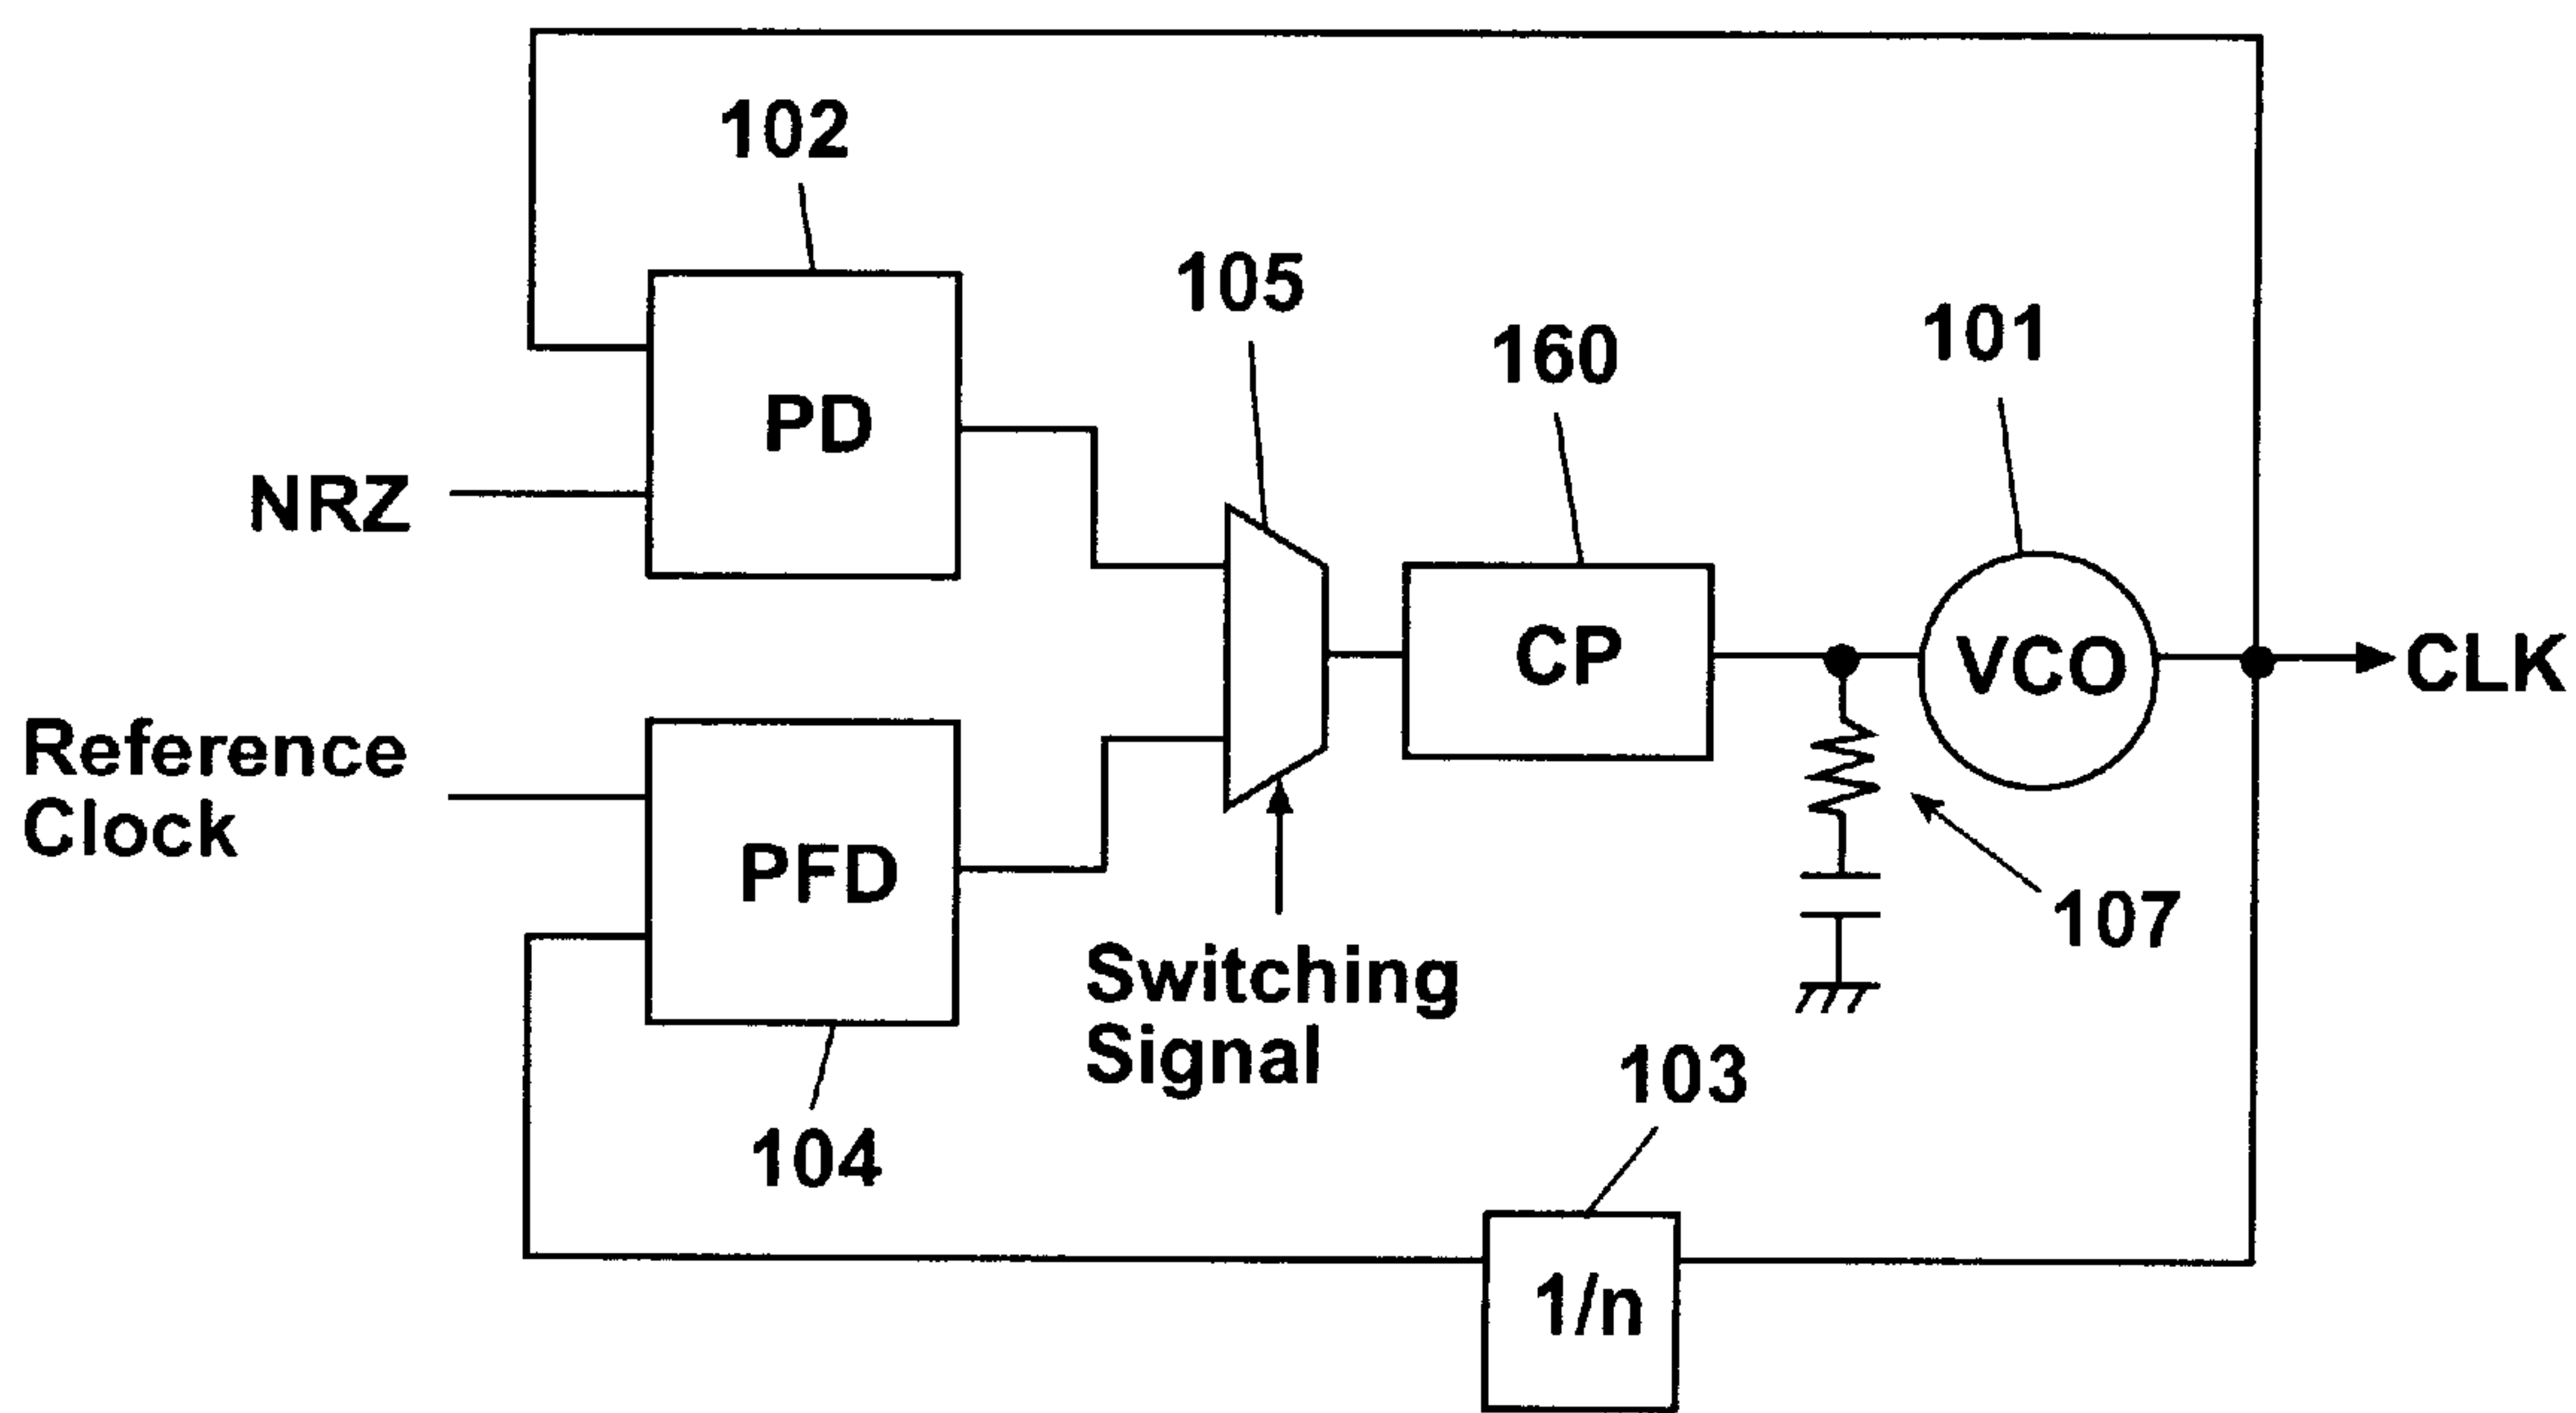 102
105
160
101
PD
NRZ
CP
VCO
CLK
Reference
Clock
PFD
107
Switching
Signal
103
104
1/n